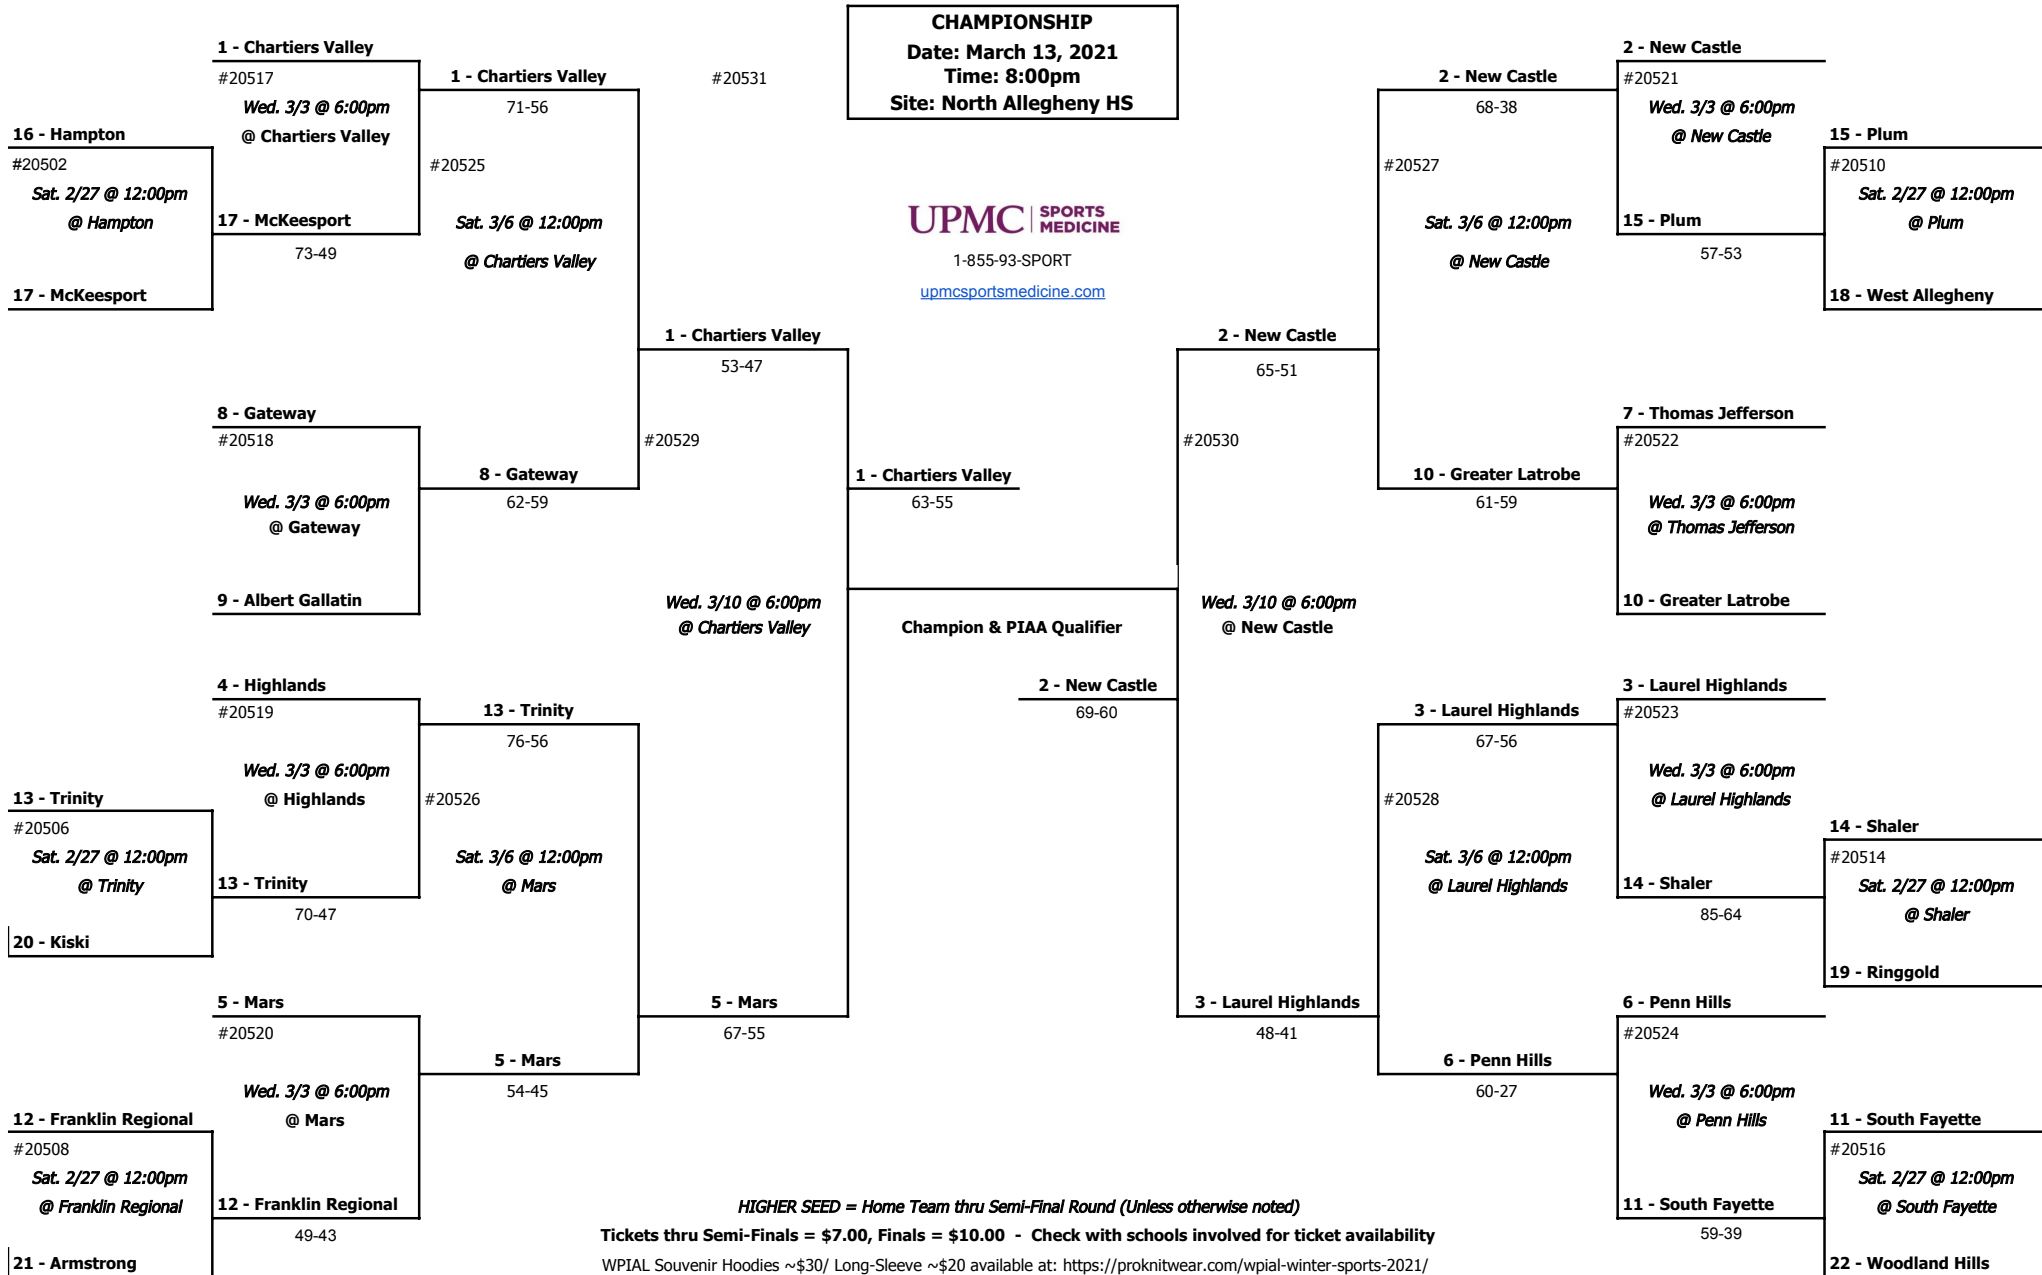 CHAMPIONSHIP
Date: March 13, 2021
Time: 8:00pm
Site: North Allegheny HS
1 - Chartiers Valley
#20517
Wed. 3/3 @ 6:00pm
@ Chartiers Valley
16 - Hampton
#20502
Sat. 2/27 @ 12:00pm
@ Hampton
17 - McKeesport
73-49
17 - McKeesport
1 - Chartiers Valley
71-56
#20525
Sat. 3/6 @ 12:00pm
@ Chartiers Valley
#20531
1 - Chartiers Valley
53-47
8 - Gateway
#20518
Wed. 3/3 @ 6:00pm
@ Gateway
9 - Albert Gallatin
8 - Gateway
62-59
#20529
1 - Chartiers Valley
63-55
Wed. 3/10 @ 6:00pm
@ Chartiers Valley
4 - Highlands
#20519
Wed. 3/3 @ 6:00pm
@ Highlands
13 - Trinity
#20506
Sat. 2/27 @ 12:00pm
@ Trinity
13 - Trinity
70-47
20 - Kiski
13 - Trinity
76-56
#20526
Sat. 3/6 @ 12:00pm
@ Mars
5 - Mars
#20520
Wed. 3/3 @ 6:00pm
@ Mars
5 - Mars
54-45
5 - Mars
67-55
12 - Franklin Regional
#20508
Sat. 2/27 @ 12:00pm
@ Franklin Regional
12 - Franklin Regional
49-43
21 - Armstrong
UPMC SPORTS MEDICINE
1-855-93-SPORT
upmcsportsmedicine.com
Champion & PIAA Qualifier
2 - New Castle
69-60
2 - New Castle
65-51
#20530
Wed. 3/10 @ 6:00pm
@ New Castle
2 - New Castle
68-38
#20527
Sat. 3/6 @ 12:00pm
@ New Castle
2 - New Castle
#20521
Wed. 3/3 @ 6:00pm
@ New Castle
15 - Plum
57-53
15 - Plum
#20510
Sat. 2/27 @ 12:00pm
@ Plum
18 - West Allegheny
7 - Thomas Jefferson
#20522
10 - Greater Latrobe
61-59
Wed. 3/3 @ 6:00pm
@ Thomas Jefferson
10 - Greater Latrobe
3 - Laurel Highlands
#20523
3 - Laurel Highlands
67-56
Wed. 3/3 @ 6:00pm
@ Laurel Highlands
#20528
Sat. 3/6 @ 12:00pm
@ Laurel Highlands
14 - Shaler
85-64
14 - Shaler
#20514
Sat. 2/27 @ 12:00pm
@ Shaler
19 - Ringgold
3 - Laurel Highlands
48-41
6 - Penn Hills
#20524
6 - Penn Hills
60-27
Wed. 3/3 @ 6:00pm
@ Penn Hills
11 - South Fayette
59-39
11 - South Fayette
#20516
Sat. 2/27 @ 12:00pm
@ South Fayette
22 - Woodland Hills
HIGHER SEED = Home Team thru Semi-Final Round (Unless otherwise noted)
Tickets thru Semi-Finals = $7.00, Finals = $10.00 - Check with schools involved for ticket availability
WPIAL Souvenir Hoodies ~$30/ Long-Sleeve ~$20 available at: https://proknitwear.com/wpial-winter-sports-2021/